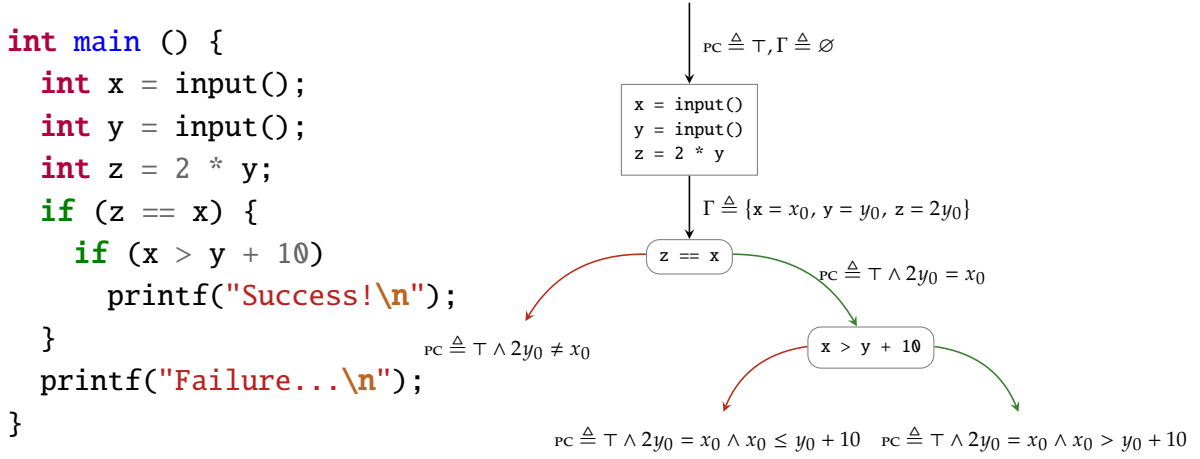 int main () {
  int x = input();
  int y = input();
  int z = 2 * y;
  if (z == x) {
    if (x > y + 10)
      printf("Success!\n");
  }
  printf("Failure...\n");
}
PC ≜ ⊤, Γ ≜ ∅
x = input()
y = input()
z = 2 * y
Γ ≜ {x = x₀, y = y₀, z = 2y₀}
z == x
PC ≜ ⊤ ∧ 2y₀ = x₀
PC ≜ ⊤ ∧ 2y₀ ≠ x₀
x > y + 10
PC ≜ ⊤ ∧ 2y₀ = x₀ ∧ x₀ ≤ y₀ + 10
PC ≜ ⊤ ∧ 2y₀ = x₀ ∧ x₀ > y₀ + 10